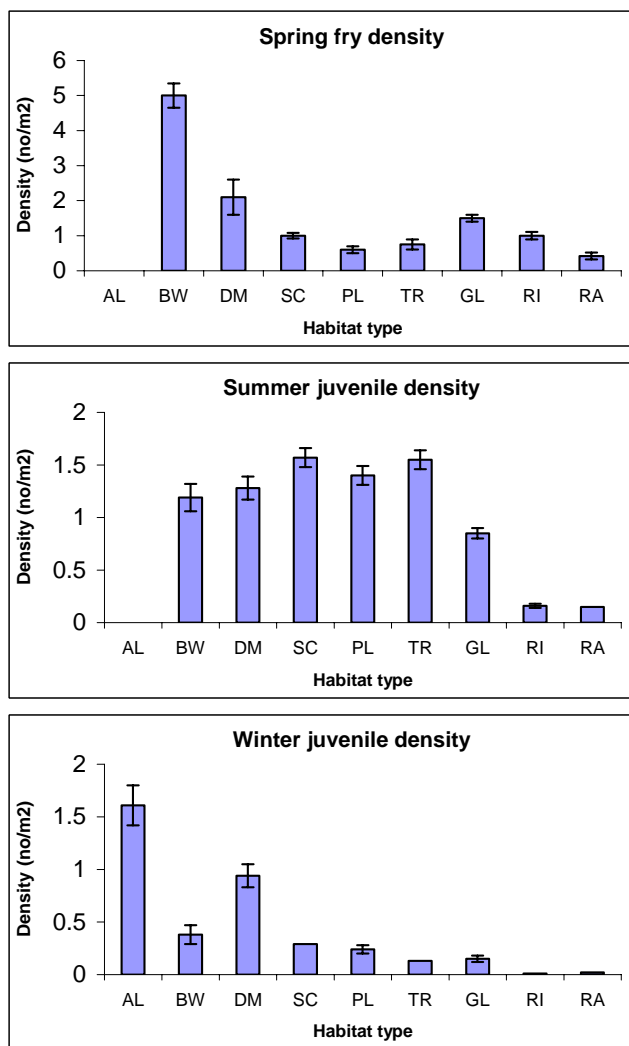 Spring fry density
6
5
4
3
2
1
0
Density (no/m2)
AL BW DM SC PL TR GL RI RA
Habitat type
Summer juvenile density
2
1.5
1
0.5
0
Density (no/m2)
AL BW DM SC PL TR GL RI RA
Habitat type
Winter juvenile density
2
1.5
1
0.5
0
Density (no/m2)
AL BW DM SC PL TR GL RI RA
Habitat type